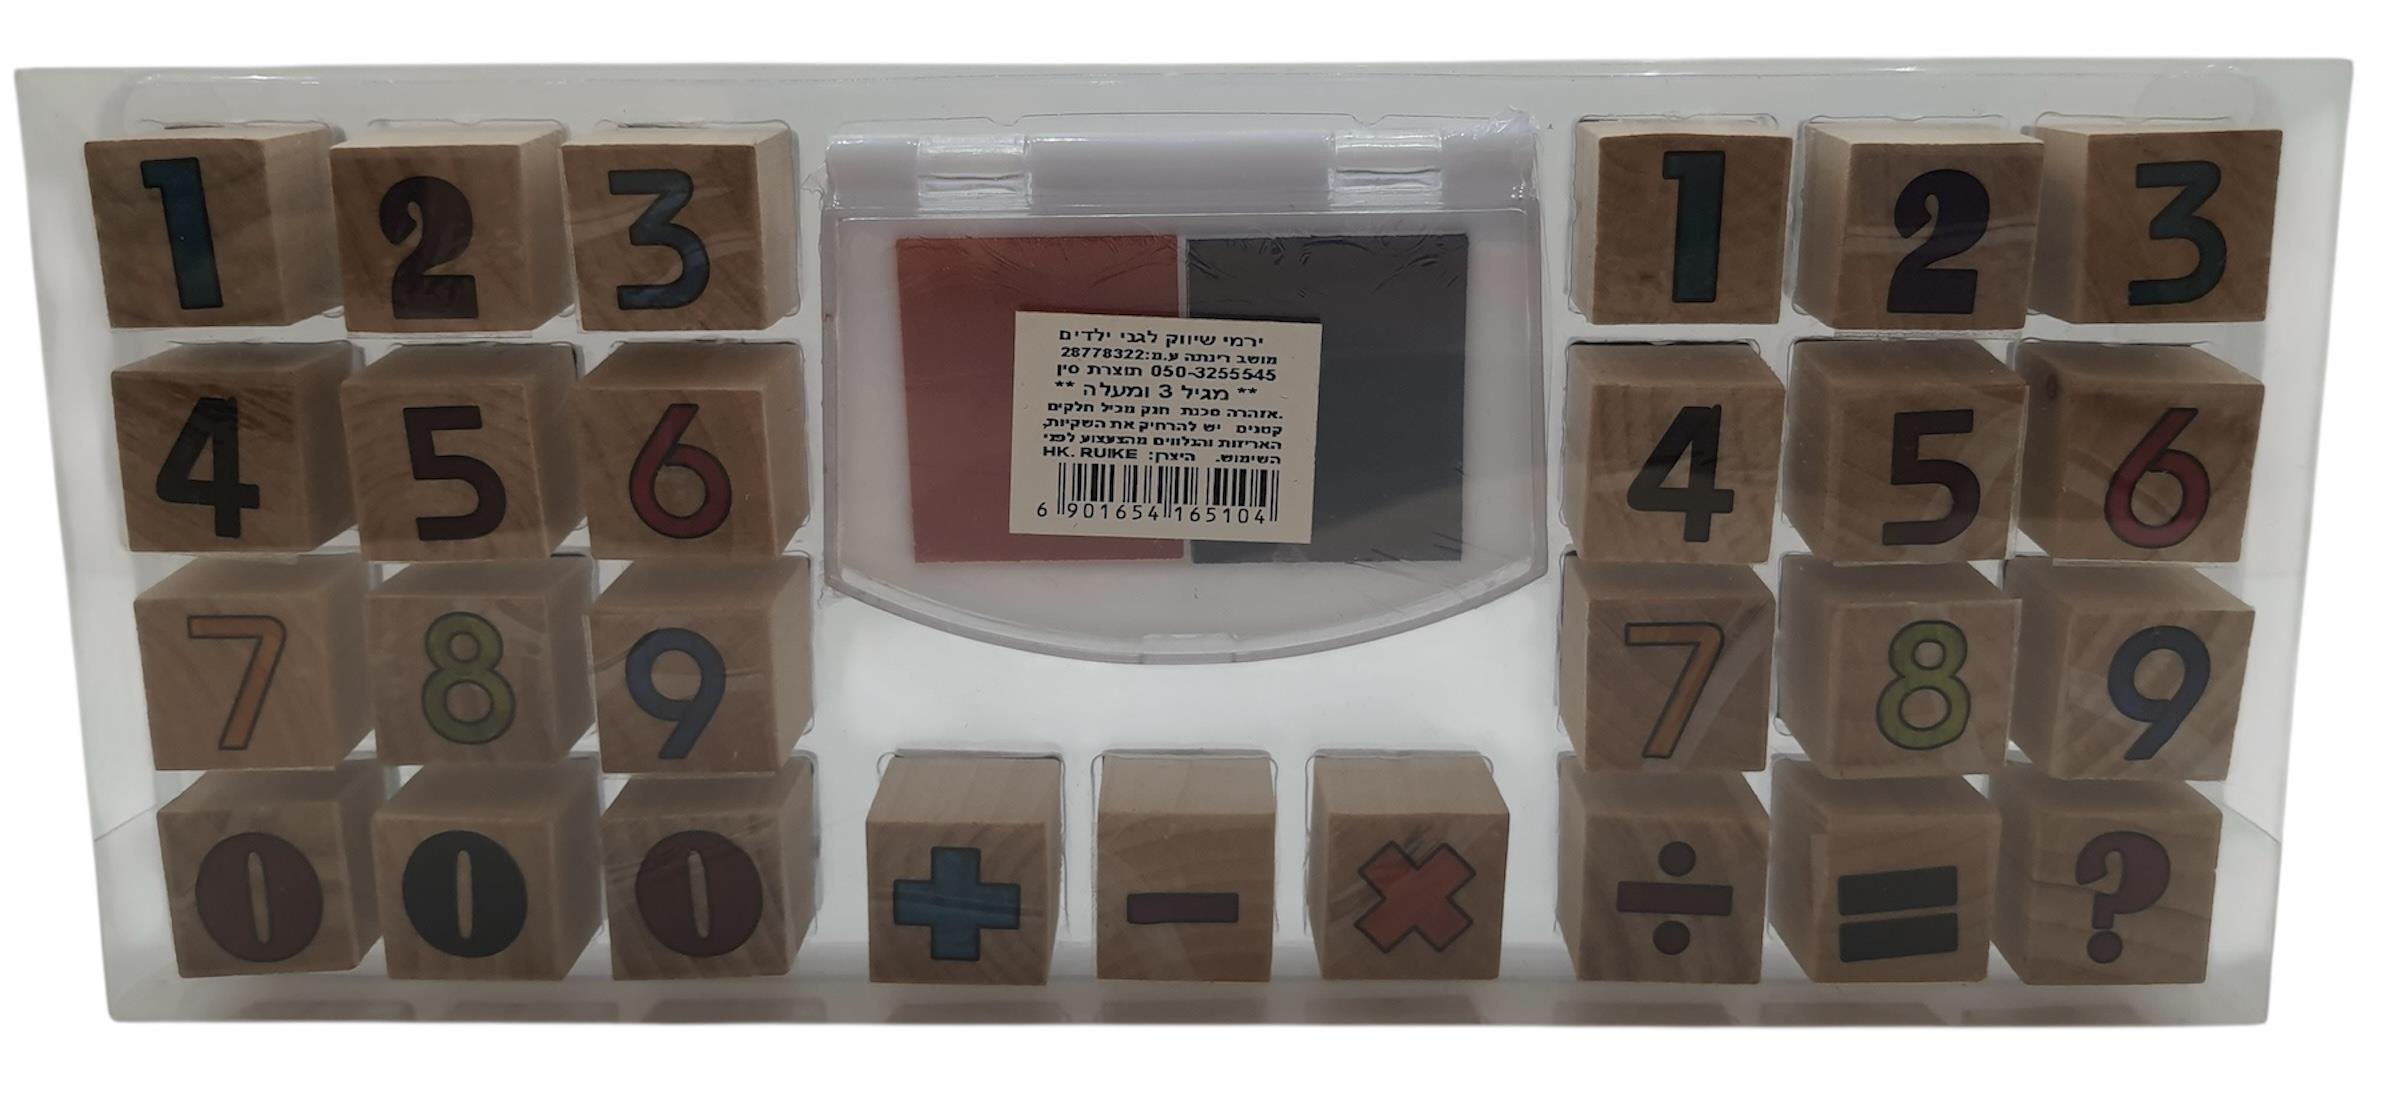 1 2 3
4 5 6
7 8 9
0 0 0
ירמי שיווק לגני ילדים
מושב רינתה ע.מ:28778322
050-3255545 תוצרת סין
** מגיל 3 ומעלה **
אזהרה סכנת חנק מכיל חלקים.
קטנים יש להרחיק את השקיות,
האריזות והנלווים מהצעצוע לפני
השימוש. היצרן: HK. RUIKE
6 901654 165104
+ - ×
1 2 3
4 5 6
7 8 9
÷ = ?